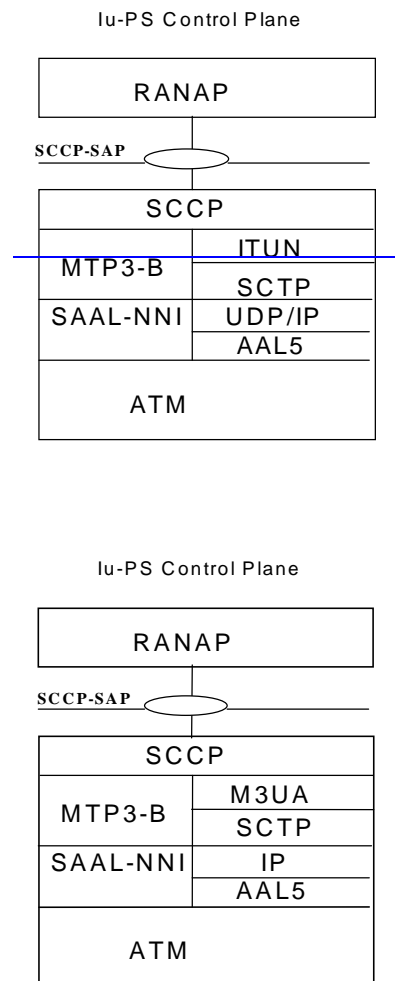 Iu-PS Control Plane
RANAP
SCCP-SAP
SCCP
MTP3-B
ITUN
SCTP
SAAL-NNI
UDP/IP
AAL5
ATM
Iu-PS Control Plane
RANAP
SCCP-SAP
SCCP
MTP3-B
M3UA
SCTP
SAAL-NNI
IP
AAL5
ATM